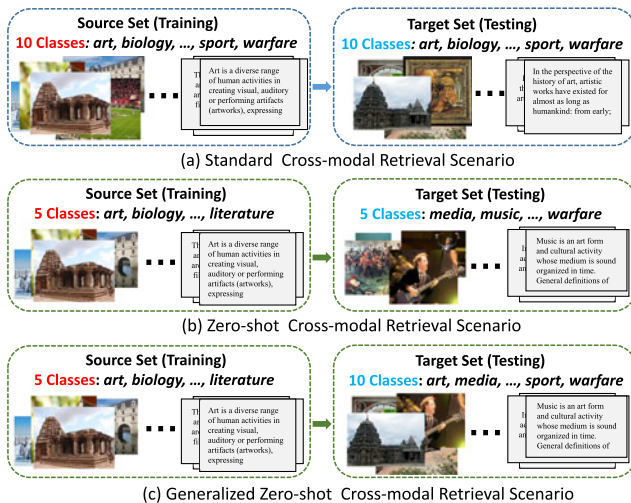 Source Set (Training)
10 Classes: art, biology, …, sport, warfare
Art is a diverse range
of human activities in
creating visual, auditory
or performing artifacts
(artworks), expressing
Target Set (Testing)
10 Classes: art, biology, …, sport, warfare
In the perspective of the
history of art, artistic
works have existed for
almost as long as
humankind: from early;
(a) Standard Cross-modal Retrieval Scenario
Source Set (Training)
5 Classes: art, biology, …, literature
Art is a diverse range
of human activities in
creating visual,
auditory or performing
artifacts (artworks),
expressing
Target Set (Testing)
5 Classes: media, music, …, warfare
Music is an art form
and cultural activity
whose medium is sound
organized in time.
General definitions of
(b) Zero-shot Cross-modal Retrieval Scenario
Source Set (Training)
5 Classes: art, biology, …, literature
Art is a diverse range
of human activities in
creating visual,
auditory or performing
artifacts (artworks),
expressing
Target Set (Testing)
10 Classes: art, media, …, sport, warfare
Music is an art form
and cultural activity
whose medium is sound
organized in time.
General definitions of
(c) Generalized Zero-shot Cross-modal Retrieval Scenario